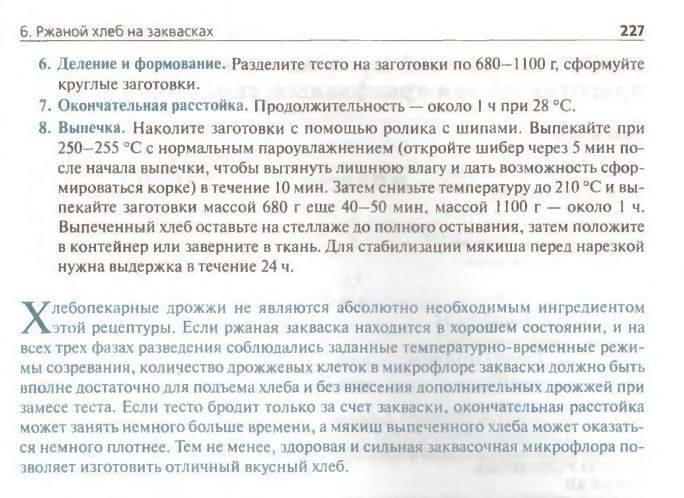 6. Ржаной хлеб на заквасках 227
6. Деление и формование. Разделите тесто на заготовки по 680–1100 г, сформуйте
круглые заготовки.
7. Окончательная расстойка. Продолжительность — около 1 ч при 28 °С.
8. Выпечка. Наколите заготовки с помощью ролика с шипами. Выпекайте при
250–255 °С с нормальным пароувлажнением (откройте шибер через 5 мин по-
сле начала выпечки, чтобы вытянуть лишнюю влагу и дать возможность сфор-
мироваться корке) в течение 10 мин. Затем снизьте температуру до 210 °С и вы-
пекайте заготовки массой 680 г еще 40–50 мин, массой 1100 г — около 1 ч.
Выпеченный хлеб оставьте на стеллаже до полного остывания, затем положите
в контейнер или заверните в ткань. Для стабилизации мякиша перед нарезкой
нужна выдержка в течение 24 ч.
Хлебопекарные дрожжи не являются абсолютно необходимым ингредиентом
этой рецептуры. Если ржаная закваска находится в хорошем состоянии, и на
всех трех фазах разведения соблюдались заданные температурно-временные режи-
мы созревания, количество дрожжевых клеток в микрофлоре закваски должно быть
вполне достаточно для подъема хлеба и без внесения дополнительных дрожжей при
замесе теста. Если тесто бродит только за счет закваски, окончательная расстойка
может занять немного больше времени, а мякиш выпеченного хлеба может оказать-
ся немного плотнее. Тем не менее, здоровая и сильная заквасочная микрофлора по-
зволяет изготовить отличный вкусный хлеб.